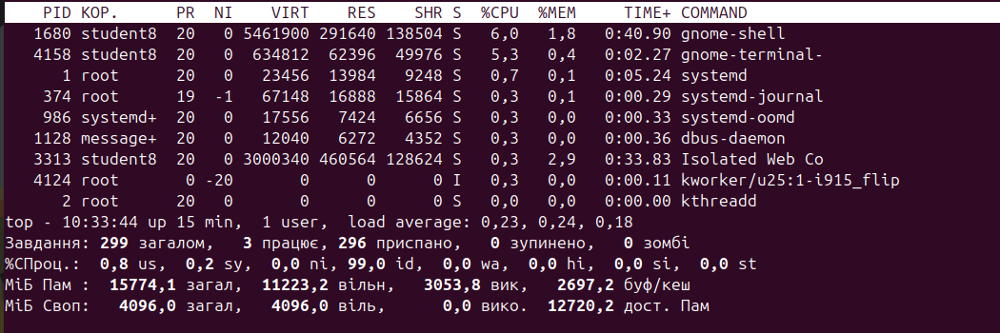 PID КОР. PR NI VIRT RES SHR S %CPU %MEM TIME+ COMMAND
1680 student8 20 0 5461900 291640 138504 S 6,0 1,8 0:40.90 gnome-shell
4158 student8 20 0 634812 62396 49976 S 5,3 0,4 0:02.27 gnome-terminal-
1 root 20 0 23456 13984 9248 S 0,7 0,1 0:05.24 systemd
374 root 19 -1 67148 16888 15864 S 0,3 0,1 0:00.29 systemd-journal
986 systemd+ 20 0 17556 7424 6656 S 0,3 0,0 0:00.33 systemd-oomd
1128 message+ 20 0 12040 6272 4352 S 0,3 0,0 0:00.36 dbus-daemon
3313 student8 20 0 3000340 460564 128624 S 0,3 2,9 0:33.83 Isolated Web Co
4124 root 0 -20 0 0 0 I 0,3 0,0 0:00.11 kworker/u25:1-i915_flip
2 root 20 0 0 0 0 S 0,0 0,0 0:00.00 kthreadd
top - 10:33:44 up 15 min, 1 user, load average: 0,23, 0,24, 0,18
Завдання: 299 загалом, 3 працює, 296 приспано, 0 зупинено, 0 зомбі
%СПроц.: 0,8 us, 0,2 sy, 0,0 ni, 99,0 id, 0,0 wa, 0,0 hi, 0,0 si, 0,0 st
МіБ Пам : 15774,1 загал, 11223,2 вільн, 3053,8 вик, 2697,2 буф/кеш
МіБ Своп: 4096,0 загал, 4096,0 віль, 0,0 вико. 12720,2 дост. Пам